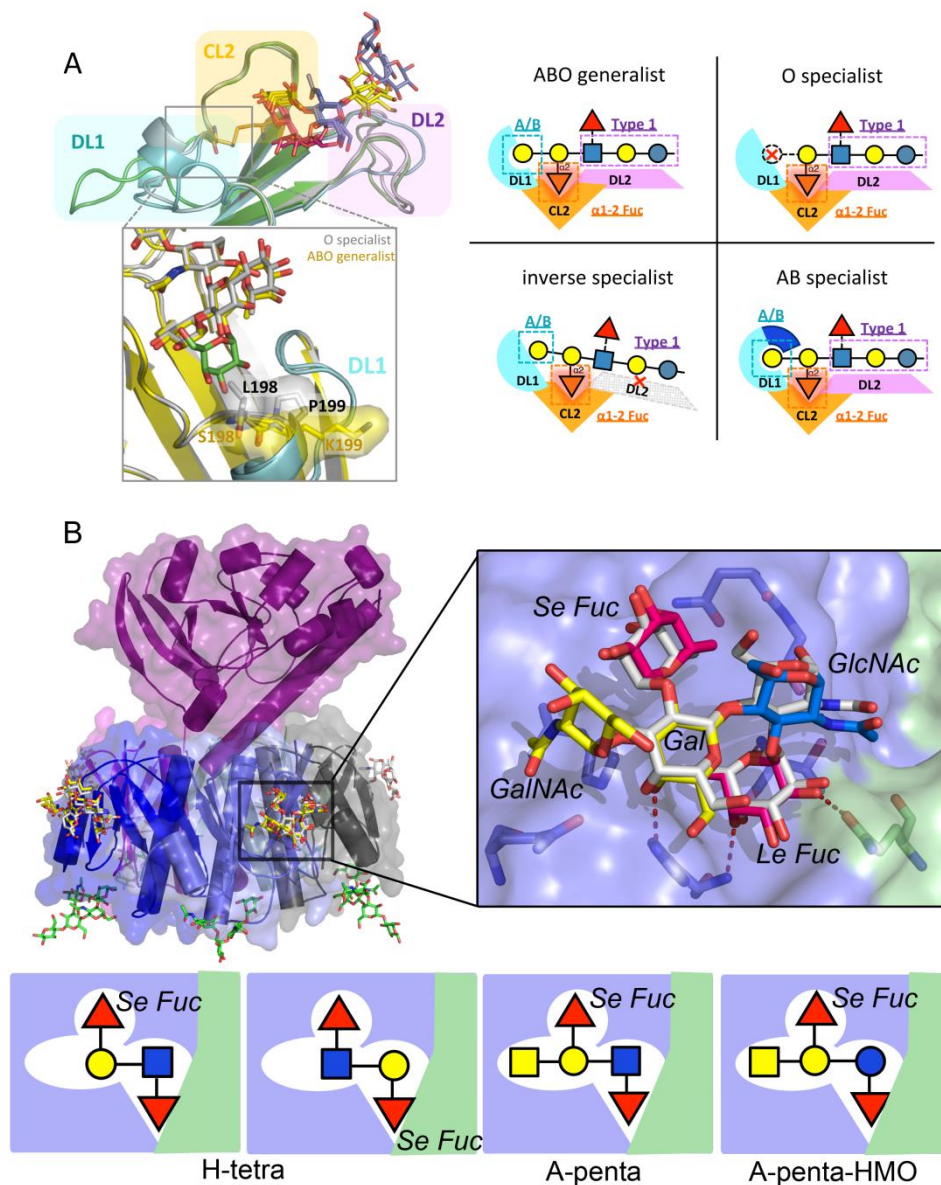 A
CL2
DL1
DL2
O specialist
ABO generalist
DL1
L198
P199
S198
K199
ABO generalist
A/B
Type 1
α2
DL1
DL2
CL2
α1-2 Fuc
O specialist
Type 1
α2
DL1
DL2
CL2
α1-2 Fuc
inverse specialist
A/B
Type 1
α2
DL1
DL2
CL2
α1-2 Fuc
AB specialist
A/B
Type 1
α2
DL1
DL2
CL2
α1-2 Fuc
B
Se Fuc
GlcNAc
Gal
GalNAc
Le Fuc
Se Fuc
Se Fuc
Se Fuc
Se Fuc
H-tetra
A-penta
A-penta-HMO